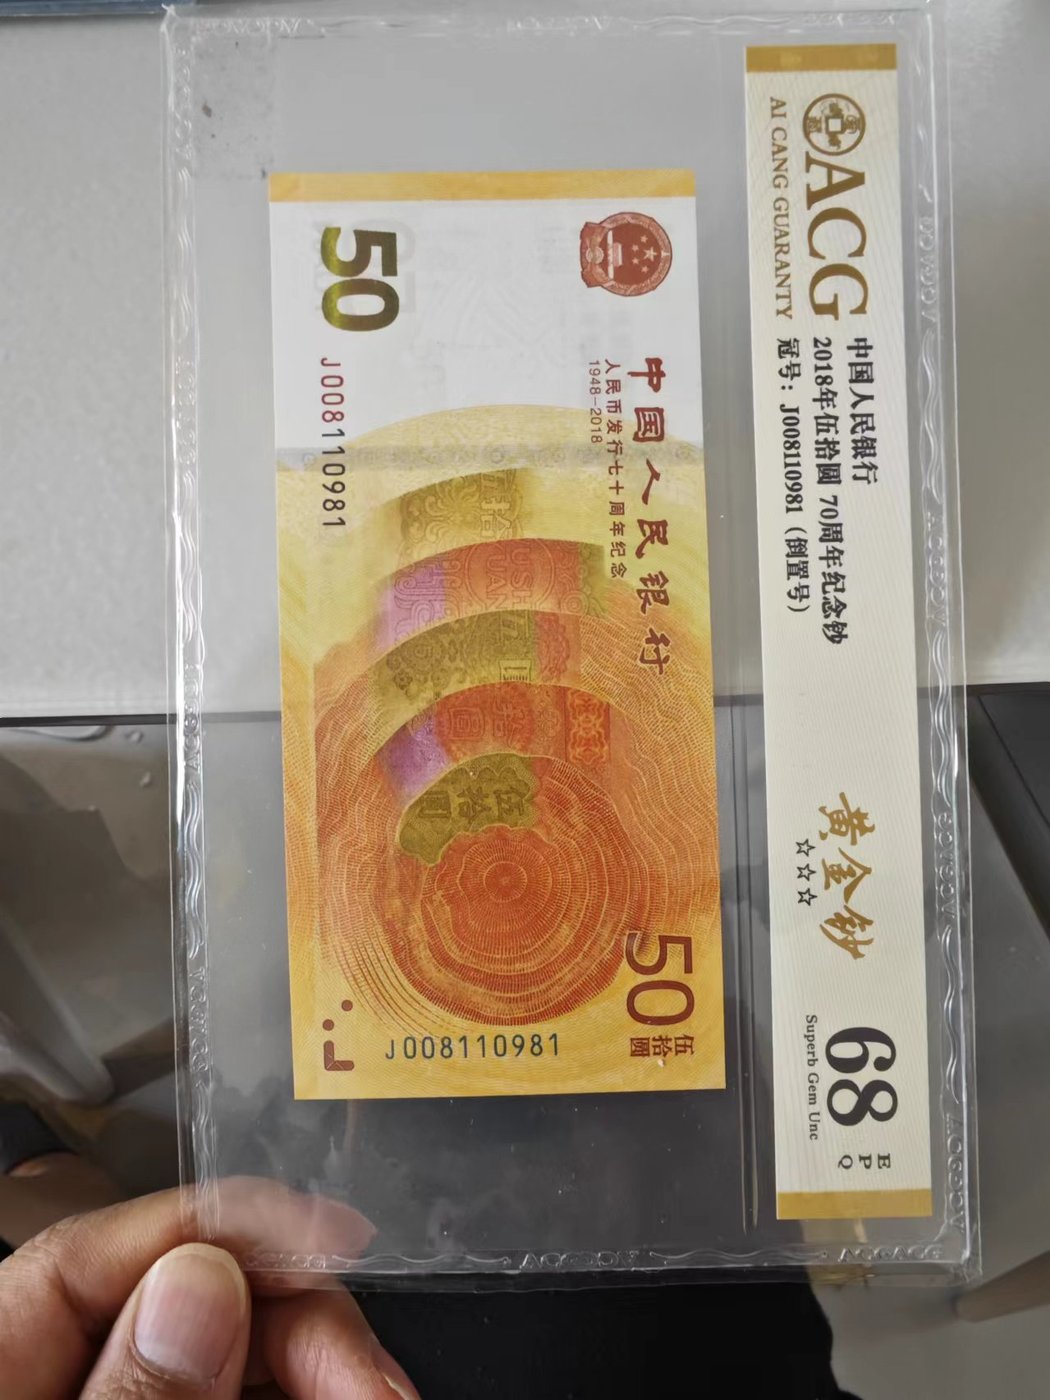 ACG
AI CANG GUARANTY
中国人民银行
2018年伍拾圆 70周年纪念钞
冠号：J008110981（倒置号）
黄金钞
☆☆☆
68
EPQ
Superb Gem Unc
中国人民银行
人民币发行七十周年纪念
1948-2018
50
J008110981
伍拾圆
50
伍拾圓
J008110981